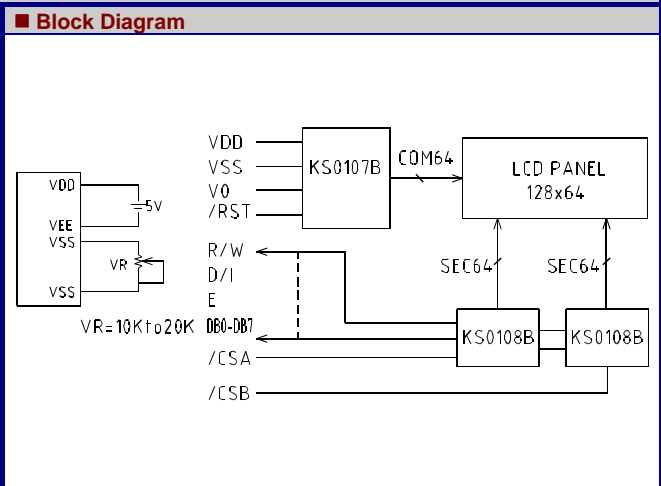 Block Diagram
VDD
VSS
V0
/RST
KS0107B
COM64
LCD PANEL
128x64
VDD
5V
VEE
VSS
VR
VSS
VR=10Kto20K
R/W
D/I
E
DB0-DB7
/CSA
/CSB
SEC64
SEC64
KS0108B
KS0108B